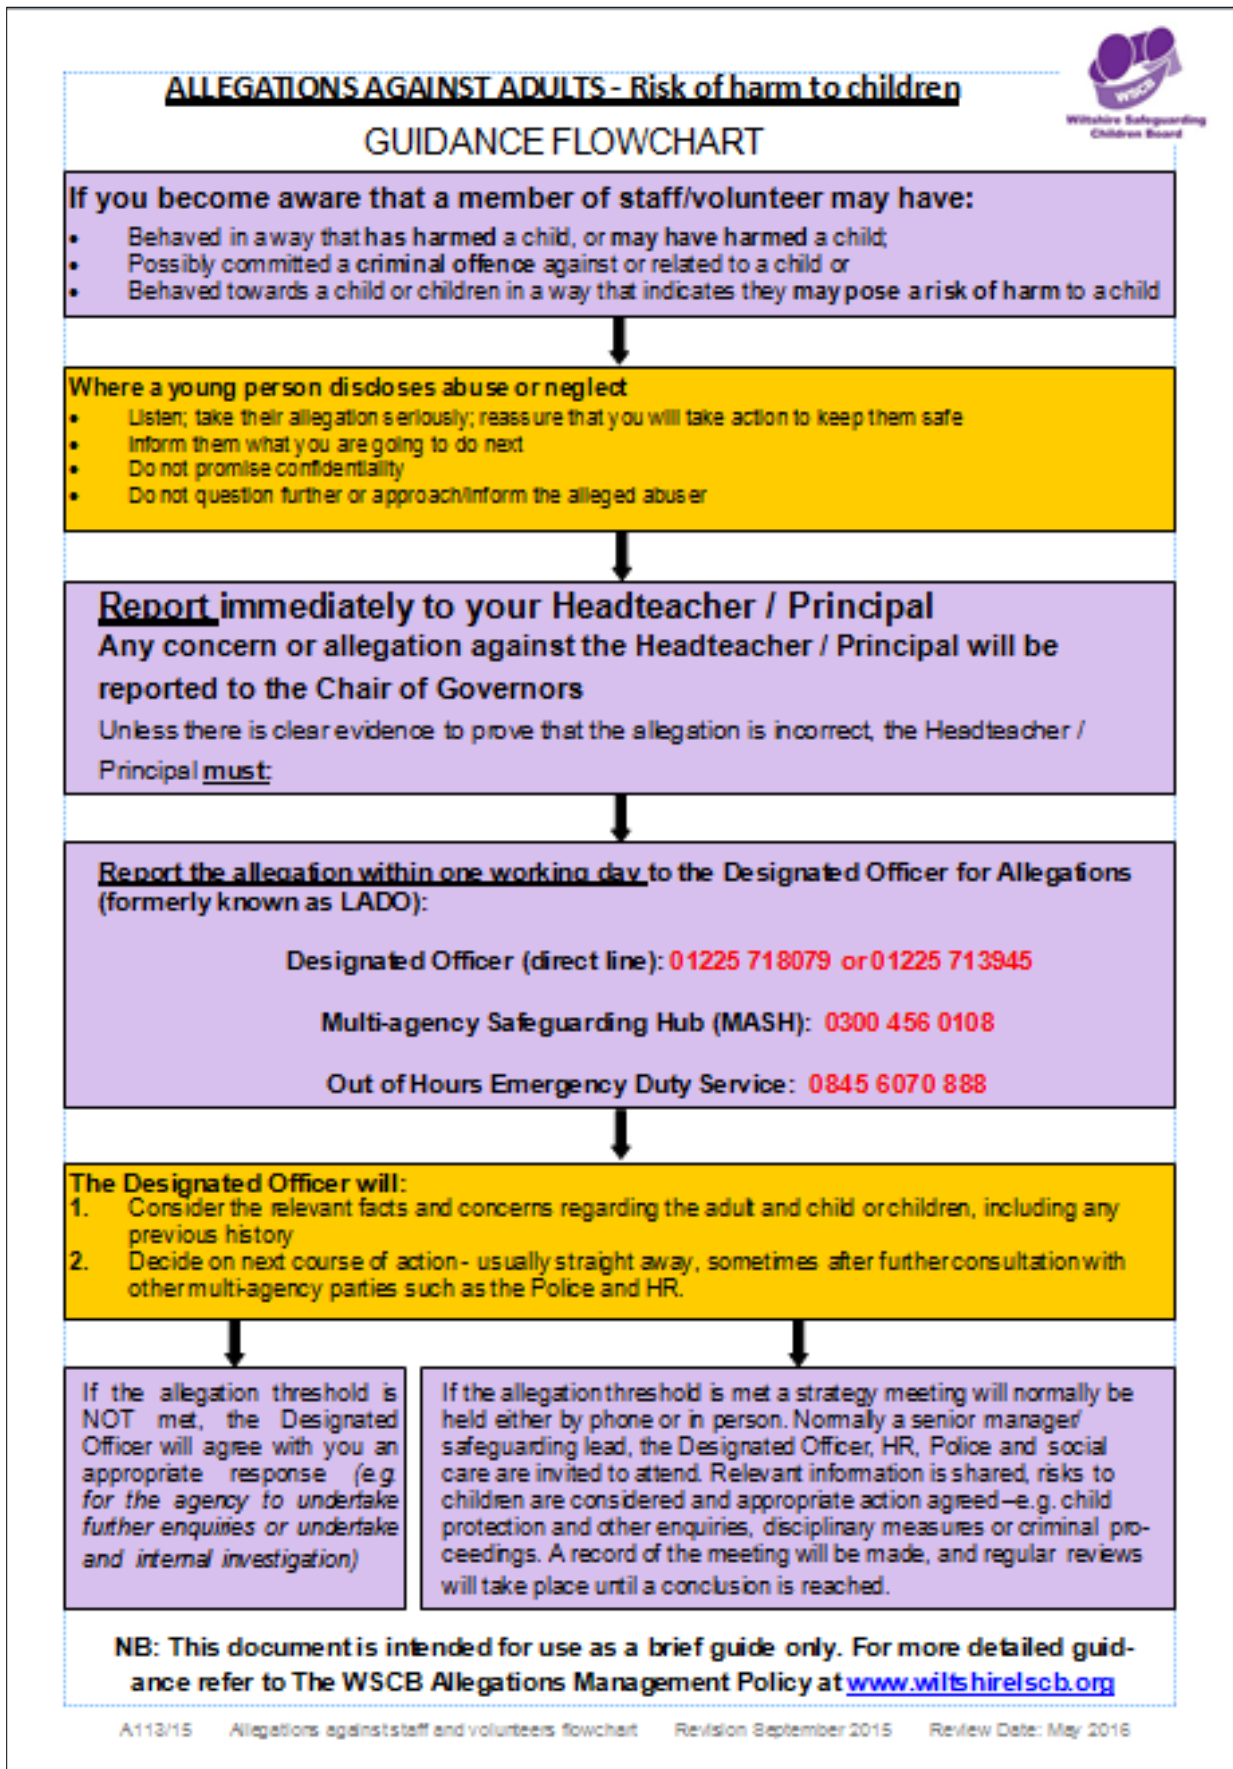 WSCB
Wiltshire Safeguarding
Children Board
ALLEGATIONS AGAINST ADULTS - Risk of harm to children
GUIDANCE FLOWCHART
If you become aware that a member of staff/volunteer may have:
• Behaved in a way that has harmed a child, or may have harmed a child;
• Possibly committed a criminal offence against or related to a child or
• Behaved towards a child or children in a way that indicates they may pose a risk of harm to a child
Where a young person discloses abuse or neglect
• Listen; take their allegation seriously; reassure that you will take action to keep them safe
• Inform them what you are going to do next
• Do not promise confidentiality
• Do not question further or approach/inform the alleged abuser
Report immediately to your Headteacher / Principal
Any concern or allegation against the Headteacher / Principal will be
reported to the Chair of Governors
Unless there is clear evidence to prove that the allegation is incorrect, the Headteacher /
Principal must:
Report the allegation within one working day to the Designated Officer for Allegations
(formerly known as LADO):
Designated Officer (direct line): 01225 718079 or 01225 713945
Multi-agency Safeguarding Hub (MASH): 0300 456 0108
Out of Hours Emergency Duty Service: 0845 6070 888
The Designated Officer will:
1. Consider the relevant facts and concerns regarding the adult and child or children, including any
previous history
2. Decide on next course of action - usually straight away, sometimes after further consultation with
other multi-agency parties such as the Police and HR.
If the allegation threshold is
NOT met, the Designated
Officer will agree with you an
appropriate response (e.g.
for the agency to undertake
further enquiries or undertake
and internal investigation)
If the allegation threshold is met a strategy meeting will normally be
held either by phone or in person. Normally a senior manager/
safeguarding lead, the Designated Officer, HR, Police and social
care are invited to attend. Relevant information is shared, risks to
children are considered and appropriate action agreed –e.g. child
protection and other enquiries, disciplinary measures or criminal pro-
ceedings. A record of the meeting will be made, and regular reviews
will take place until a conclusion is reached.
NB: This document is intended for use as a brief guide only. For more detailed guid-
ance refer to The WSCB Allegations Management Policy at www.wiltshirelscb.org
A113/15 Allegations against staff and volunteers flowchart Revision September 2015 Review Date: May 2016